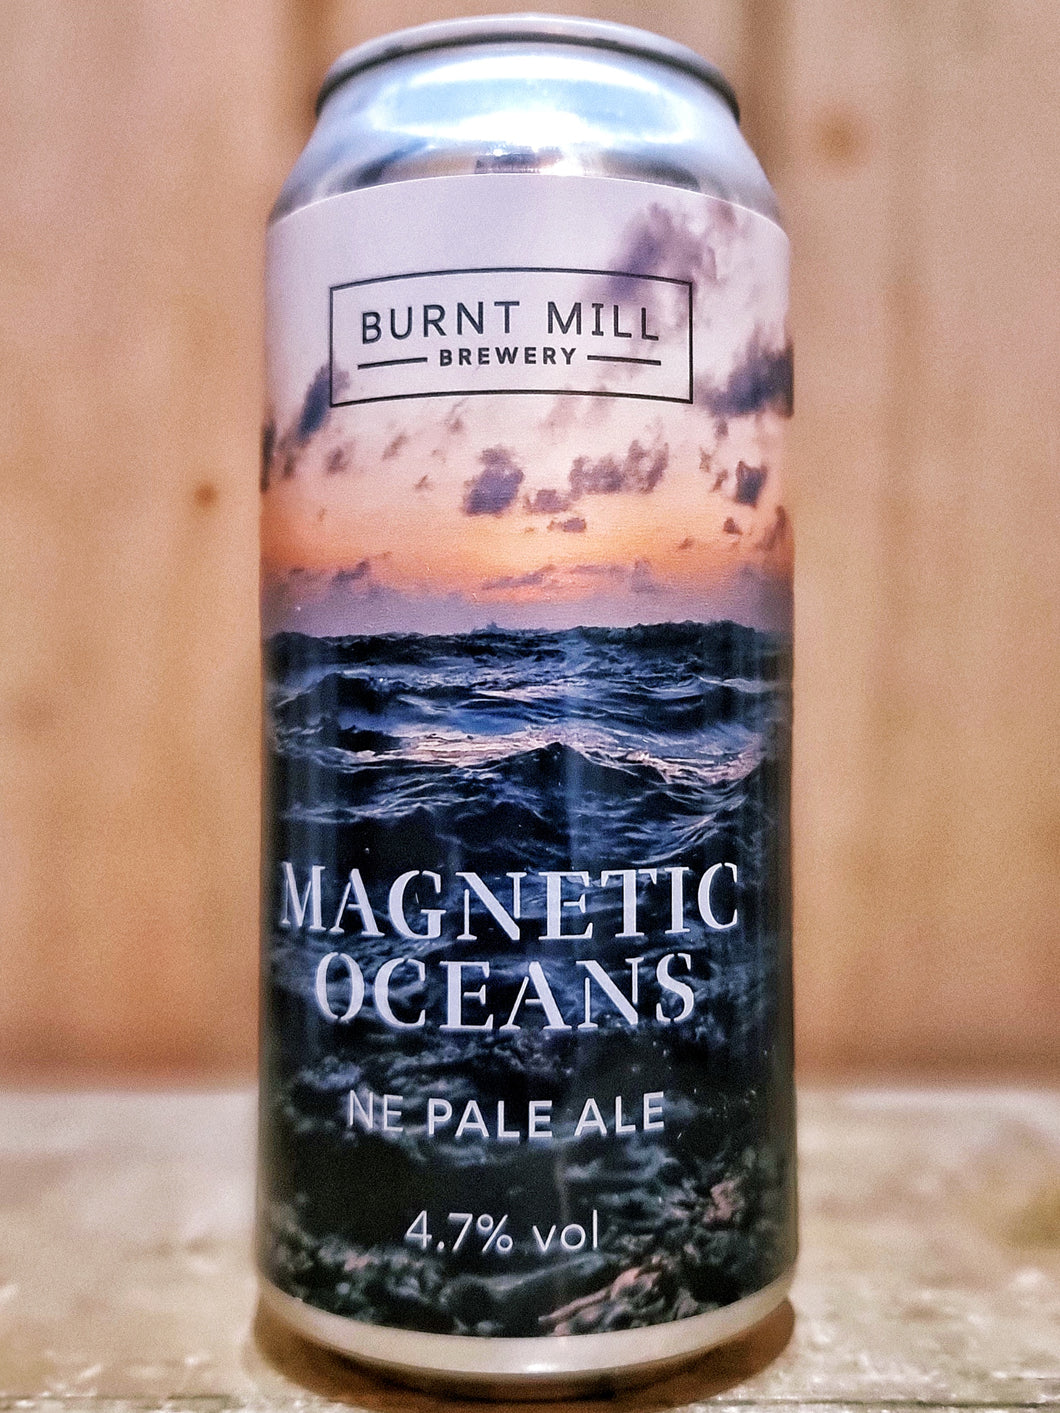 BURNT MILL
BREWERY
MAGNETIC
OCEANS
NE PALE ALE
4.7% vol